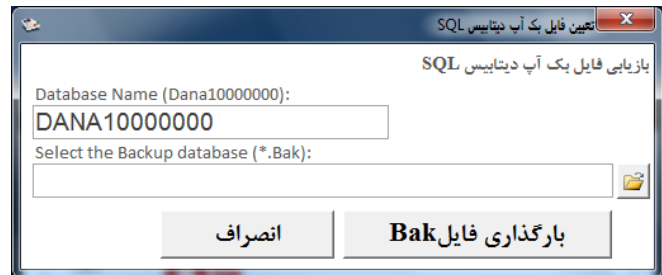 تعیین فایل بک آپ دیتابیس SQL
بازیابی فایل بک آپ دیتابیس SQL
Database Name (Dana10000000):
DANA10000000
Select the Backup database (*.Bak):
بارگذاری فایلBak
انصراف